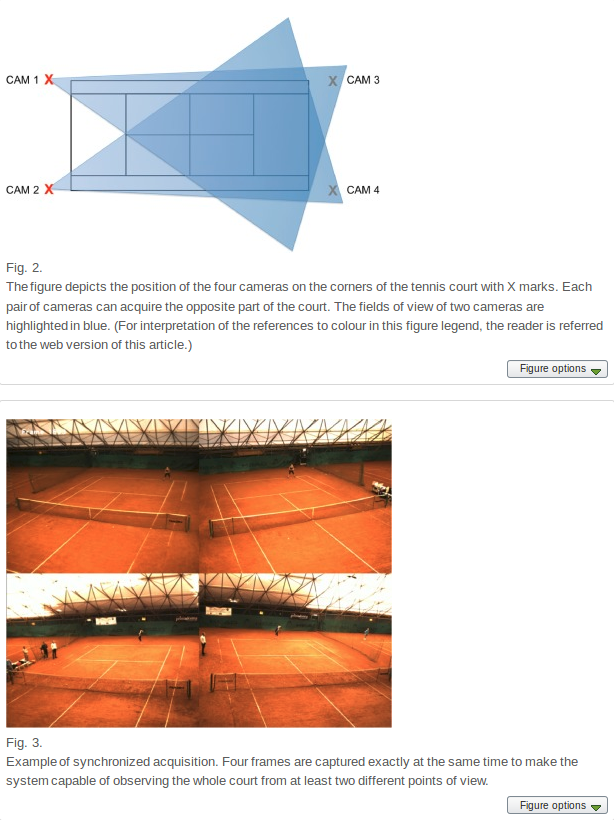 CAM 1 X X CAM 3
CAM 2 X X CAM 4
Fig. 2.
The figure depicts the position of the four cameras on the corners of the tennis court with X marks. Each
pair of cameras can acquire the opposite part of the court. The fields of view of two cameras are
highlighted in blue. (For interpretation of the references to colour in this figure legend, the reader is referred
to the web version of this article.)
Figure options
Fig. 3.
Example of synchronized acquisition. Four frames are captured exactly at the same time to make the
system capable of observing the whole court from at least two different points of view.
Figure options